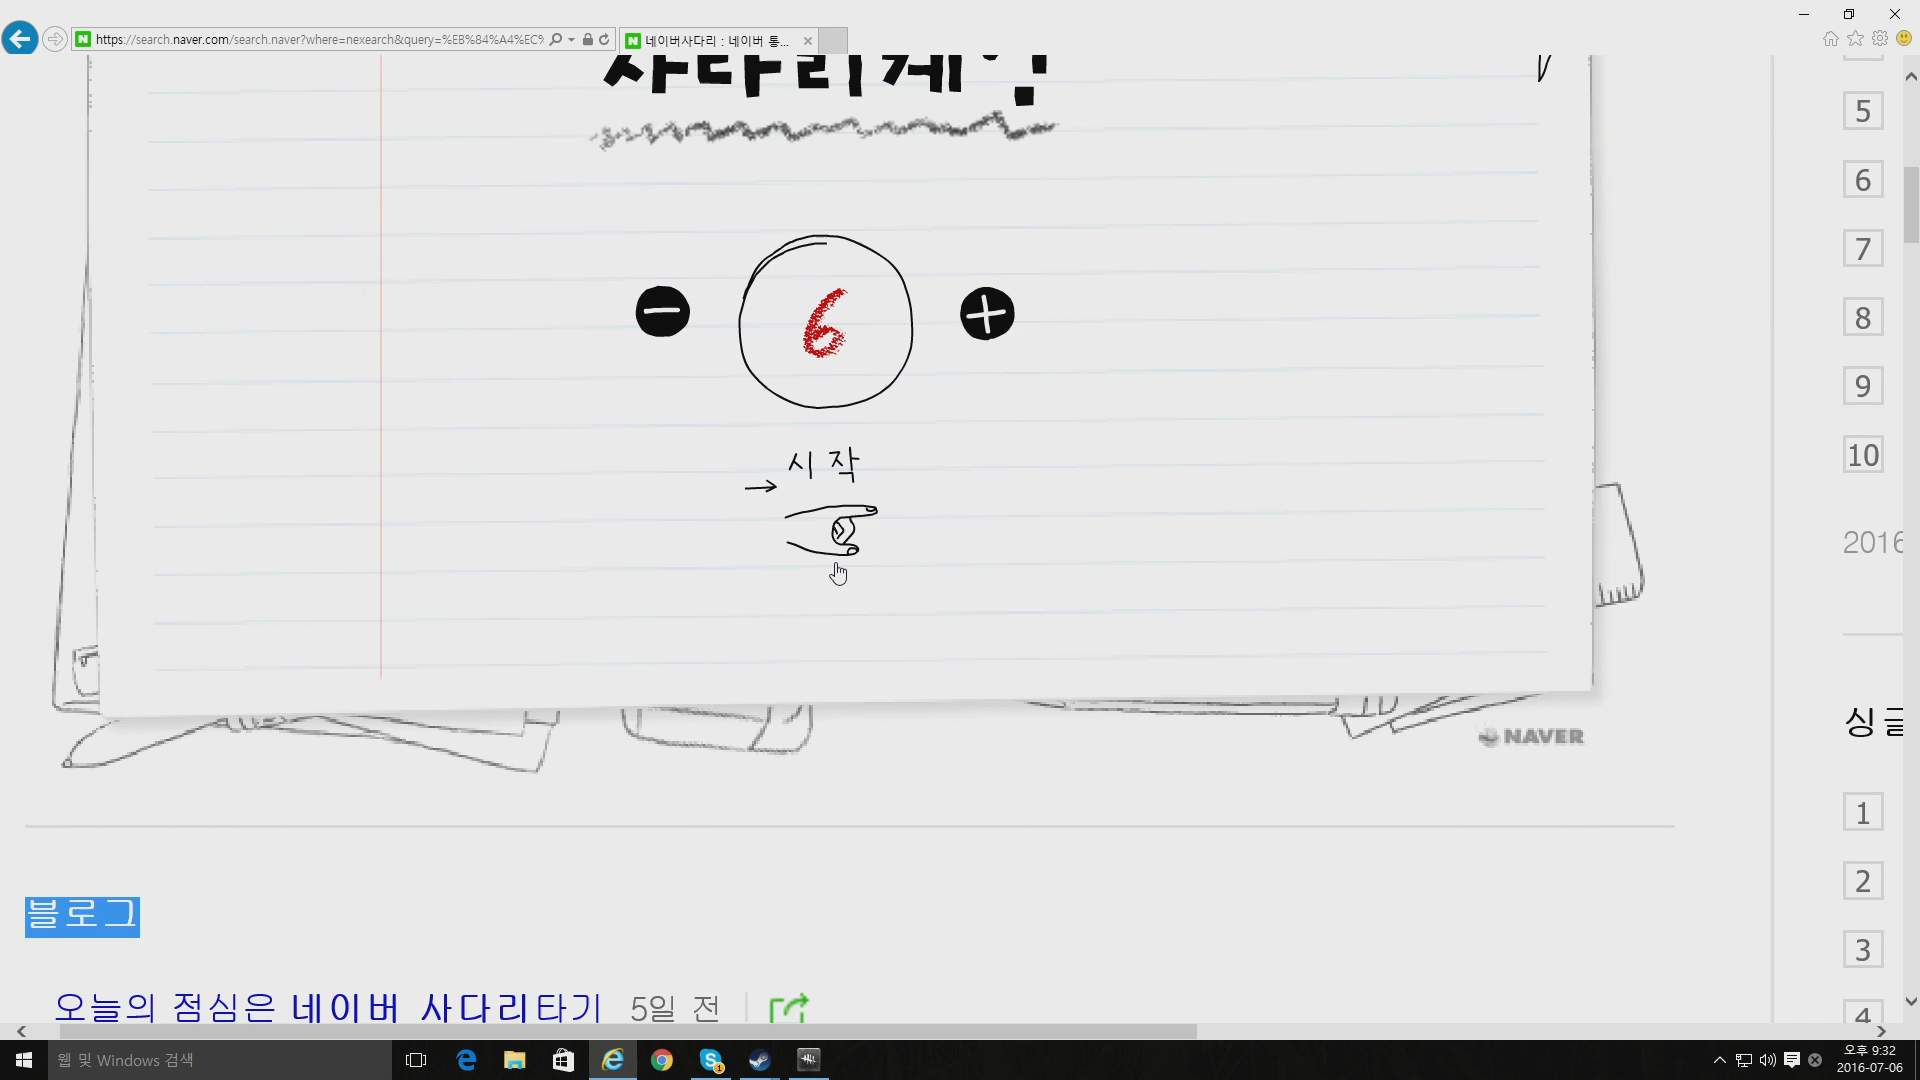 https://search.naver.com/search.naver?where=nexearch&query=%EB%84%A4%EC%
네이버사다리 : 네이버 통...
6
시작
NAVER
블로그
오늘의 점심은 네이버 사다리타기 5일 전
5
6
7
8
9
10
2016
1
2
3
4
웹 및 Windows 검색
오후 9:32
2016-07-06